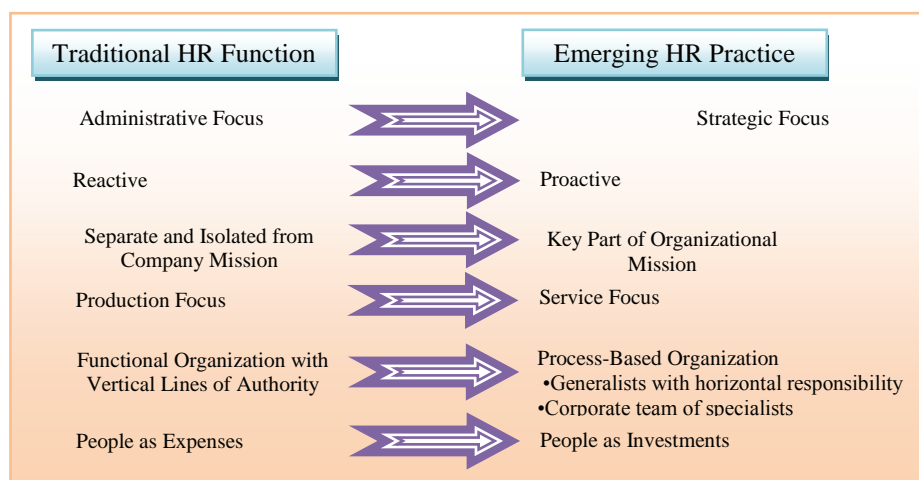 Traditional HR Function
Emerging HR Practice
Administrative Focus
Strategic Focus
Reactive
Proactive
Separate and Isolated from
Company Mission
Key Part of Organizational
Mission
Production Focus
Service Focus
Functional Organization with
Vertical Lines of Authority
Process-Based Organization
•Generalists with horizontal responsibility
•Corporate team of specialists
People as Expenses
People as Investments